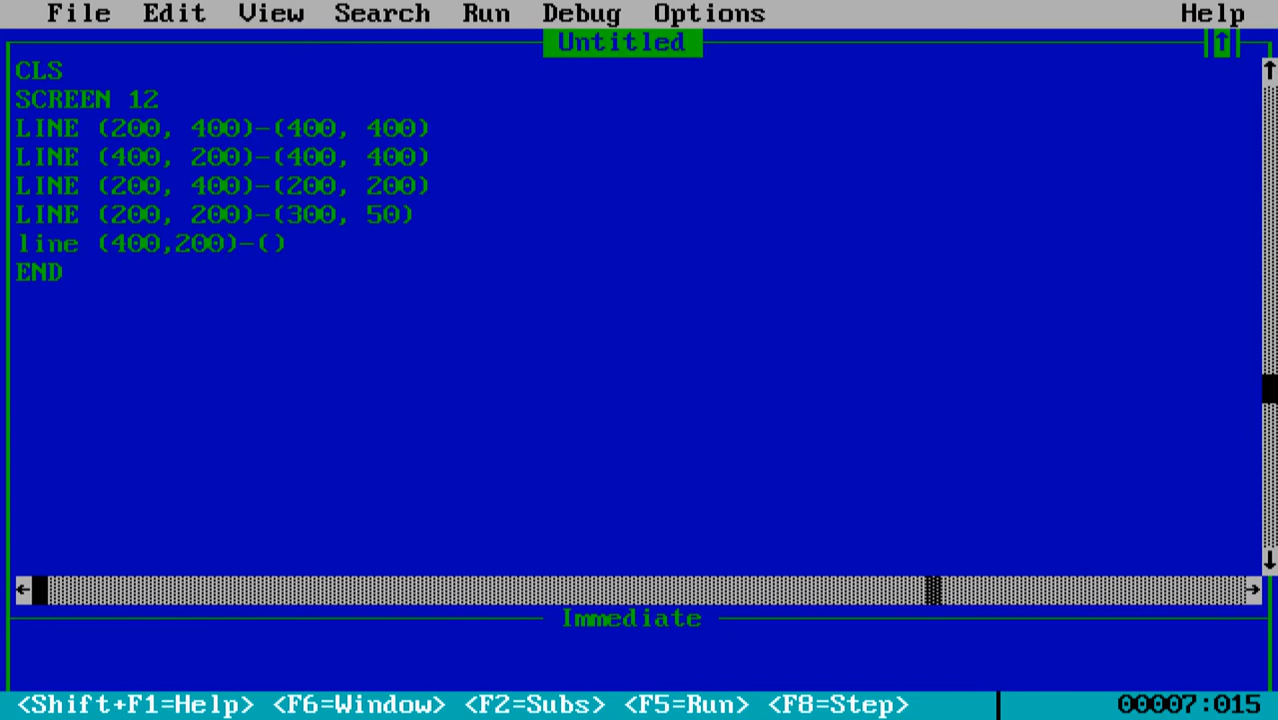 File Edit View Search Run Debug Options Help
Untitled
CLS
SCREEN 12
LINE (200, 400)-(400, 400)
LINE (400, 200)-(400, 400)
LINE (200, 400)-(200, 200)
LINE (200, 200)-(300, 50)
line (400,200)-()
END
Immediate
<Shift+F1=Help> <F6=Window> <F2=Subs> <F5=Run> <F8=Step> 00007:015